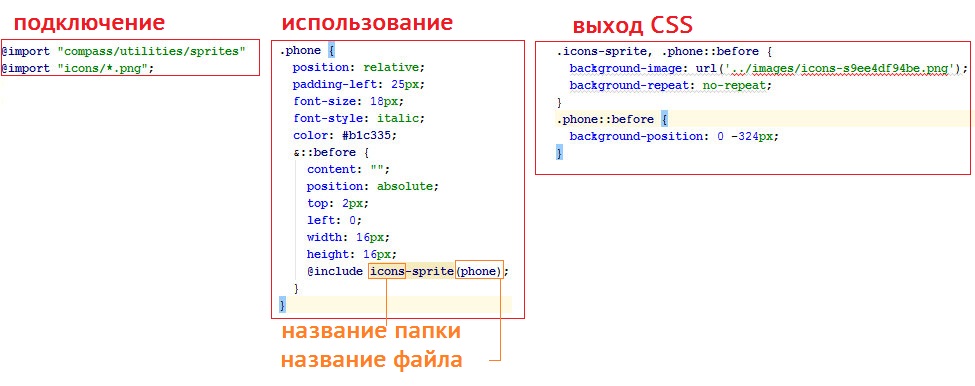 подключение
@import "compass/utilities/sprites"
@import "icons/*.png";
использование
.phone {
position: relative;
padding-left: 25px;
font-size: 18px;
font-style: italic;
color: #b1c335;
&::before {
content: "";
position: absolute;
top: 2px;
left: 0;
width: 16px;
height: 16px;
@include icons-sprite(phone);
}
}
название папки
название файла
выход CSS
.icons-sprite, .phone::before {
background-image: url('../images/icons-s9ee4df94be.png');
background-repeat: no-repeat;
}
.phone::before {
background-position: 0 -324px;
}